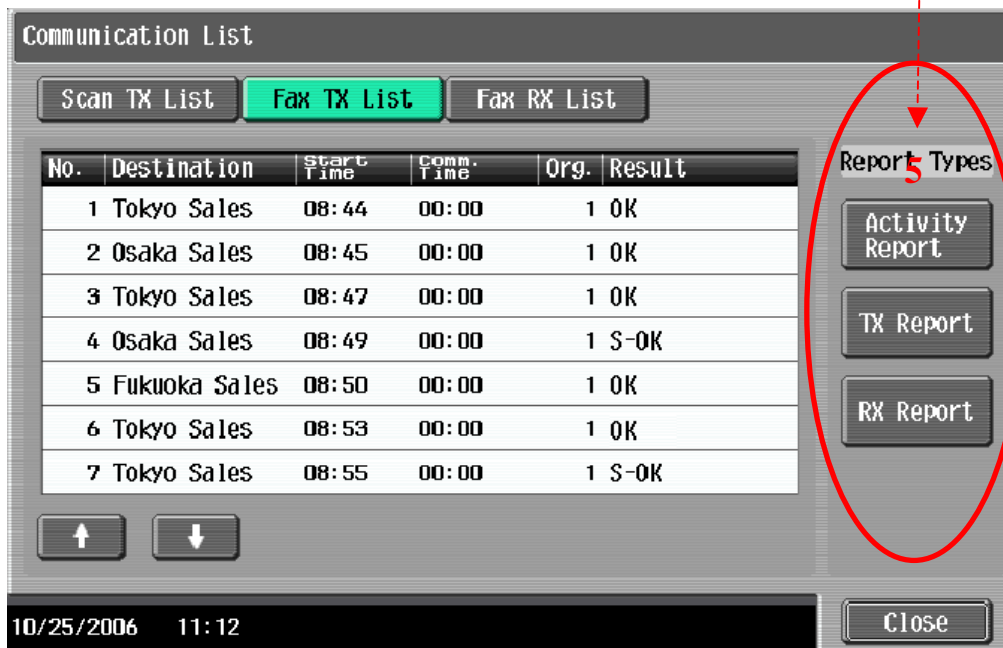 Communication List
Scan TX List Fax TX List Fax RX List
No. Destination Start Time Comm. Time Org. Result
1 Tokyo Sales 08:44 00:00 1 OK
2 Osaka Sales 08:45 00:00 1 OK
3 Tokyo Sales 08:47 00:00 1 OK
4 Osaka Sales 08:49 00:00 1 S-OK
5 Fukuoka Sales 08:50 00:00 1 OK
6 Tokyo Sales 08:53 00:00 1 OK
7 Tokyo Sales 08:55 00:00 1 S-OK
Report Types
5
Activity
Report
TX Report
RX Report
10/25/2006 11:12
Close